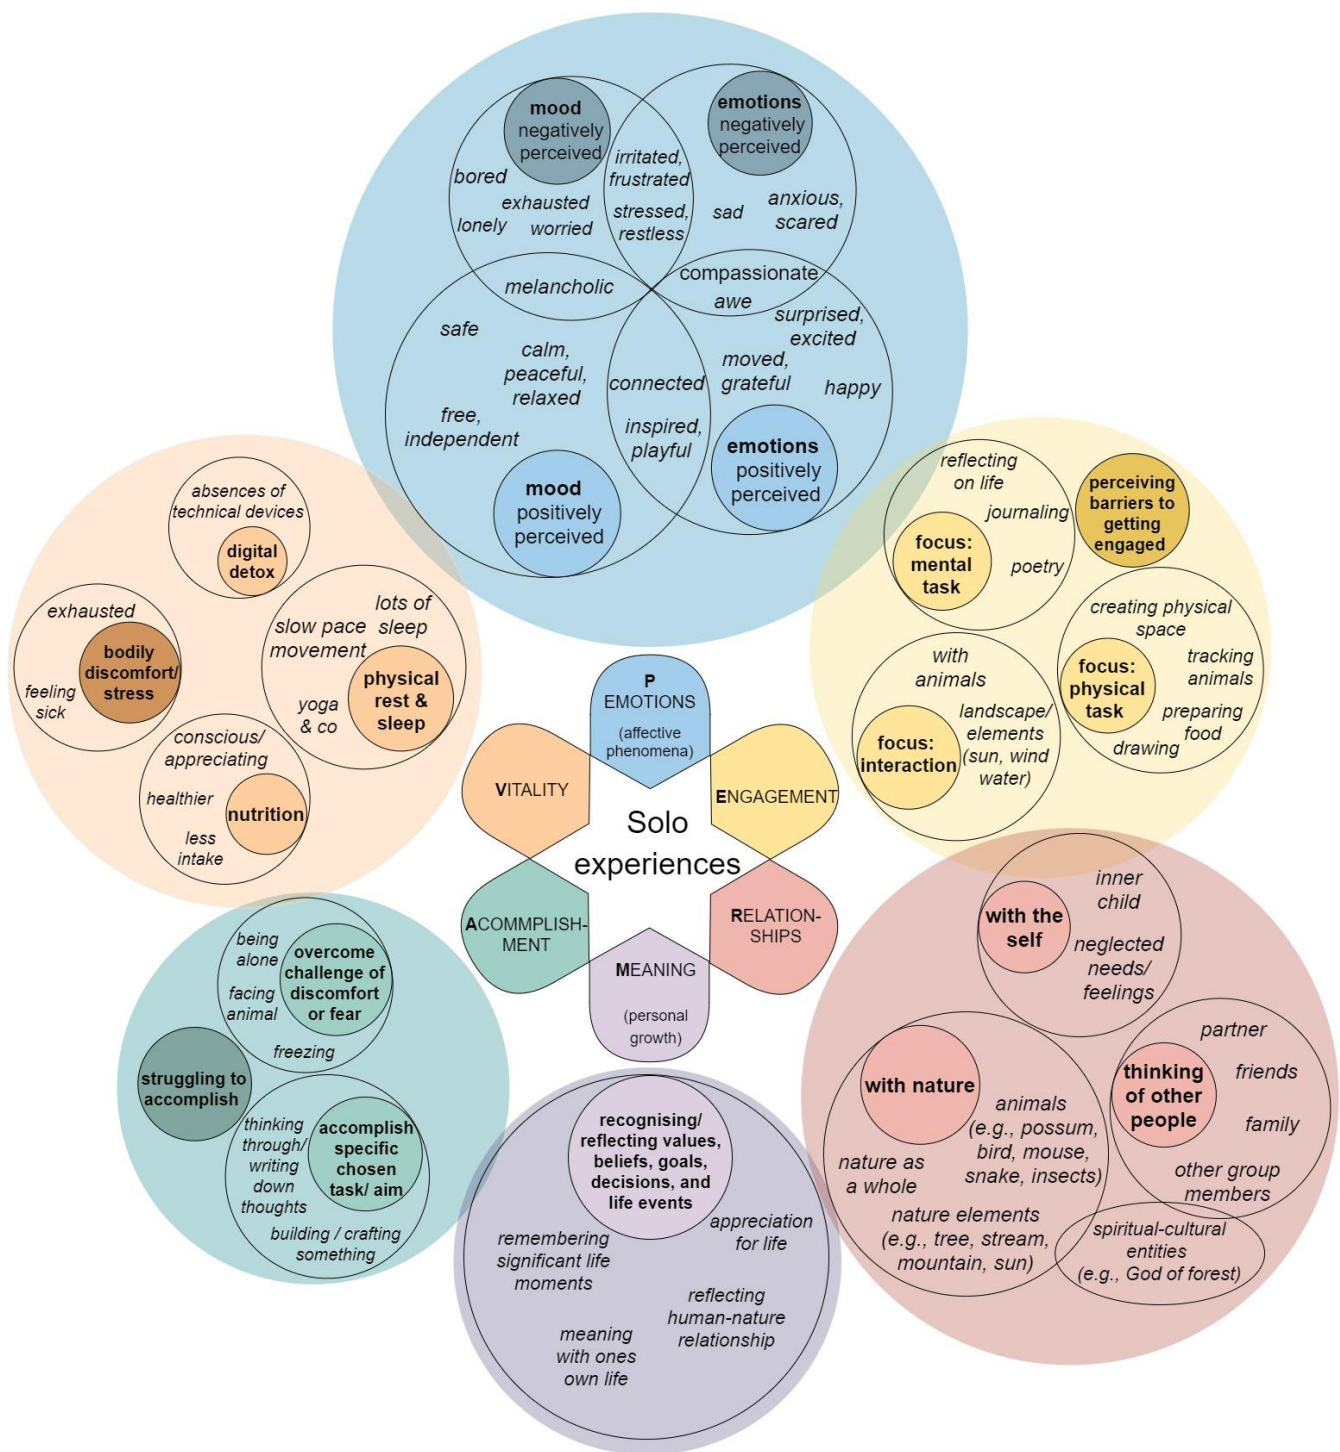 mood
negatively
perceived
bored
exhausted
lonely
worried
irritated,
frustrated
stressed,
restless
emotions
negatively
perceived
sad
anxious,
scared
melancholic
compassionate
awe
safe
calm,
peaceful,
relaxed
free,
independent
mood
positively
perceived
connected
inspired,
playful
surprised,
excited
moved,
grateful
happy
emotions
positively
perceived
absences of
technical devices
digital
detox
exhausted
bodily
discomfort/
stress
feeling
sick
lots of
sleep
slow pace
movement
physical
rest &
sleep
yoga
& co
conscious/
appreciating
healthier
nutrition
less
intake
reflecting
on life
journaling
focus:
mental
task
poetry
perceiving
barriers to
getting
engaged
creating physical
space
focus:
physical
task
tracking
animals
preparing
food
drawing
with
animals
landscape/
elements
(sun, wind
water)
focus:
interaction
P
EMOTIONS
(affective
phenomena)
VITALITY
ENGAGEMENT
Solo
experiences
ACOMMPLISH-
MENT
RELATION-
SHIPS
MEANING
(personal
growth)
being
alone
overcome
challenge of
discomfort
or fear
facing
animal
freezing
struggling to
accomplish
thinking
through/
writing
down
thoughts
accomplish
specific
chosen
task/ aim
building / crafting
something
recognising/
reflecting values,
beliefs, goals,
decisions, and
life events
remembering
significant life
moments
appreciation
for life
reflecting
human-nature
relationship
meaning
with ones
own life
with the
self
inner
child
neglected
needs/
feelings
with nature
animals
(e.g., possum,
bird, mouse,
snake, insects)
nature as
a whole
nature elements
(e.g., tree, stream,
mountain, sun)
partner
thinking
of other
people
friends
family
other group
members
spiritual-cultural
entities
(e.g., God of forest)